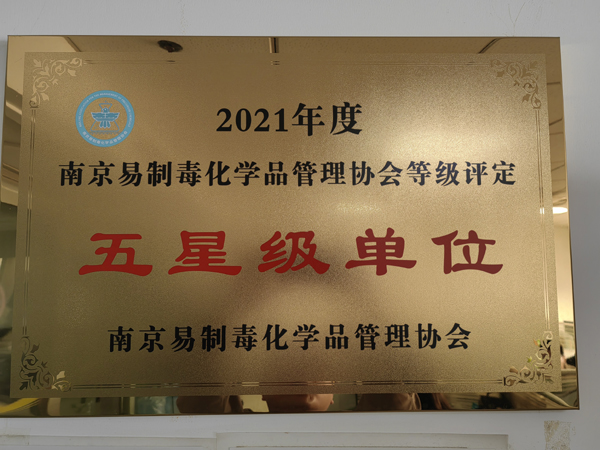 2021年度
南京易制毒化学品管理协会等级评定
五星级单位
南京易制毒化学品管理协会